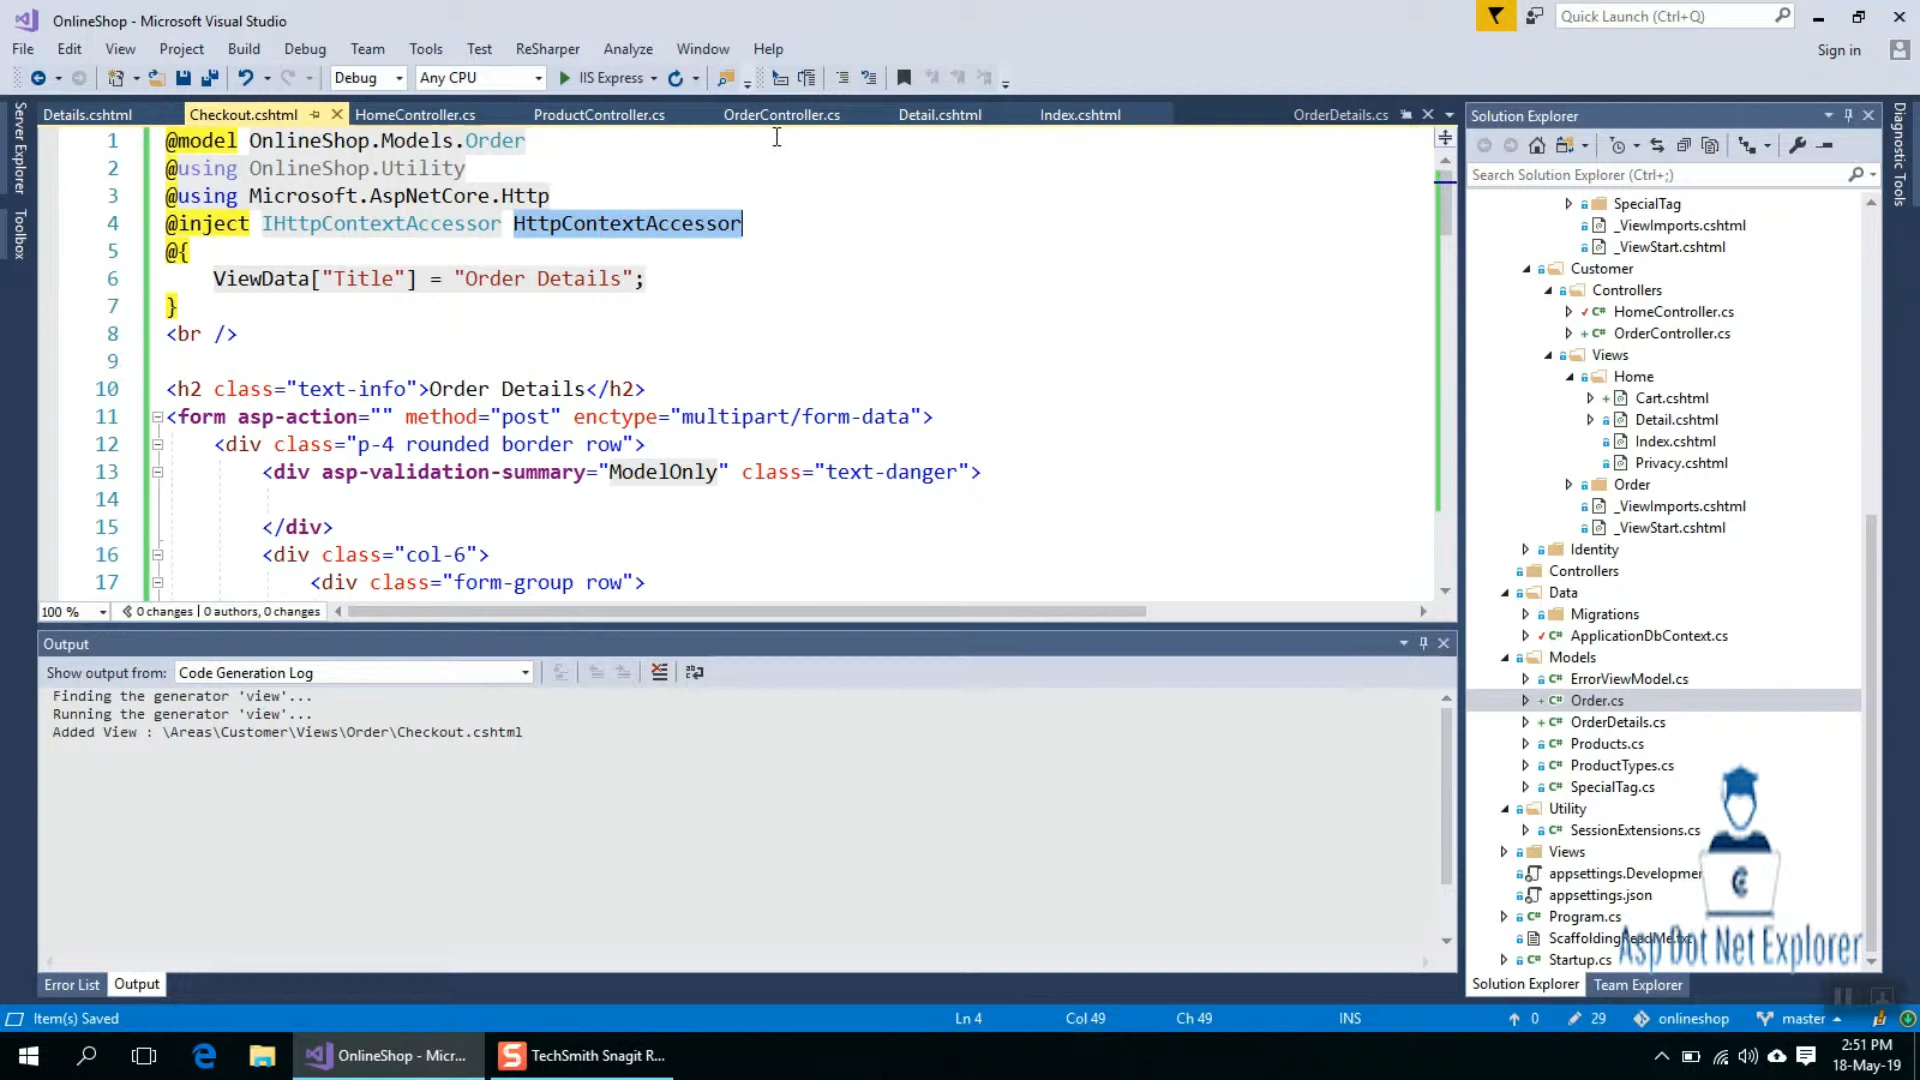 OnlineShop - Microsoft Visual Studio
Quick Launch (Ctrl+Q)
File Edit View Project Build Debug Team Tools Test ReSharper Analyze Window Help
Sign in
Debug Any CPU IIS Express
Server Explorer
Toolbox
Details.cshtml Checkout.cshtml HomeController.cs ProductController.cs OrderController.cs Detail.cshtml Index.cshtml OrderDetails.cs
1 @model OnlineShop.Models.Order
2 @using OnlineShop.Utility
3 @using Microsoft.AspNetCore.Http
4 @inject IHttpContextAccessor HttpContextAccessor
5 @{
6 ViewData["Title"] = "Order Details";
7 }
8 <br />
9
10 <h2 class="text-info">Order Details</h2>
11 <form asp-action="" method="post" enctype="multipart/form-data">
12 <div class="p-4 rounded border row">
13 <div asp-validation-summary="ModelOnly" class="text-danger">
14
15 </div>
16 <div class="col-6">
17 <div class="form-group row">
100 % 0 changes | 0 authors, 0 changes
Output
Show output from: Code Generation Log
Finding the generator 'view'...
Running the generator 'view'...
Added View : \Areas\Customer\Views\Order\Checkout.cshtml
Error List Output
Solution Explorer
Search Solution Explorer (Ctrl+;)
SpecialTag
_ViewImports.cshtml
_ViewStart.cshtml
Customer
Controllers
HomeController.cs
OrderController.cs
Views
Home
Cart.cshtml
Detail.cshtml
Index.cshtml
Privacy.cshtml
Order
_ViewImports.cshtml
_ViewStart.cshtml
Identity
Controllers
Data
Migrations
ApplicationDbContext.cs
Models
ErrorViewModel.cs
Order.cs
OrderDetails.cs
Products.cs
ProductTypes.cs
SpecialTag.cs
Utility
SessionExtensions.cs
Views
appsettings.Developmen
appsettings.json
Program.cs
ScaffoldingReadMe.txt
Startup.cs
Asp Dot Net Explorer
Solution Explorer Team Explorer
Diagnostic Tools
Item(s) Saved Ln 4 Col 49 Ch 49 INS 0 29 onlineshop master
OnlineShop - Micr... TechSmith Snagit R... 2:51 PM
18-May-19